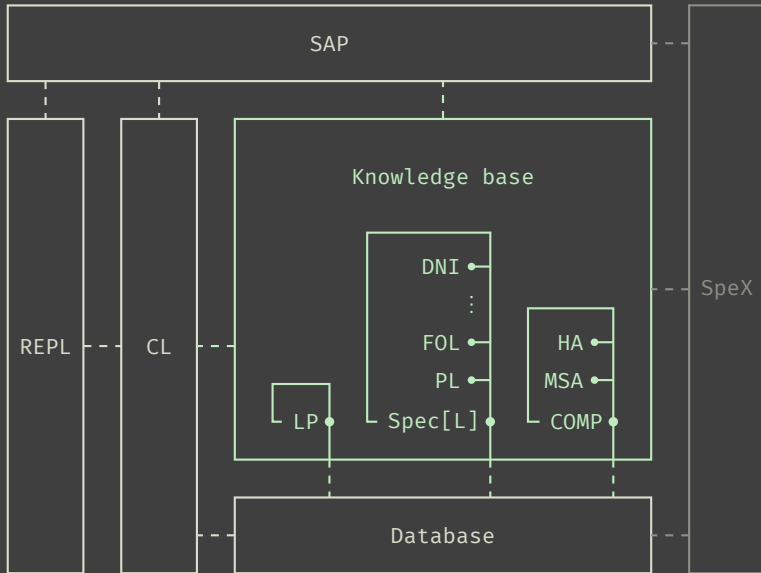 SAP
Knowledge base
DNI
⋮
SpeX
FOL
HA
REPL
CL
PL
MSA
LP
Spec[L]
COMP
Database